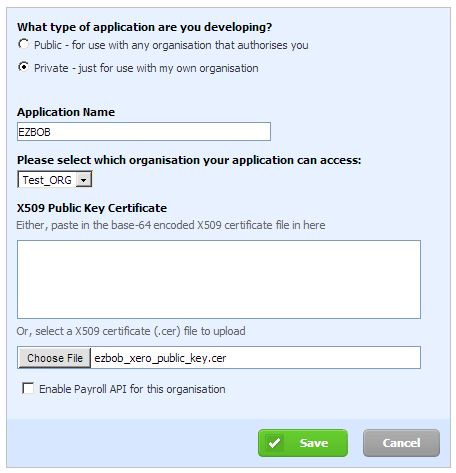 What type of application are you developing?
Public - for use with any organisation that authorises you
Private - just for use with my own organisation
Application Name
EZBOB
Please select which organisation your application can access:
Test_ORG
X509 Public Key Certificate
Either, paste in the base-64 encoded X509 certificate file in here
Or, select a X509 certificate (.cer) file to upload
Choose File ezbob_xero_public_key.cer
Enable Payroll API for this organisation
Save Cancel